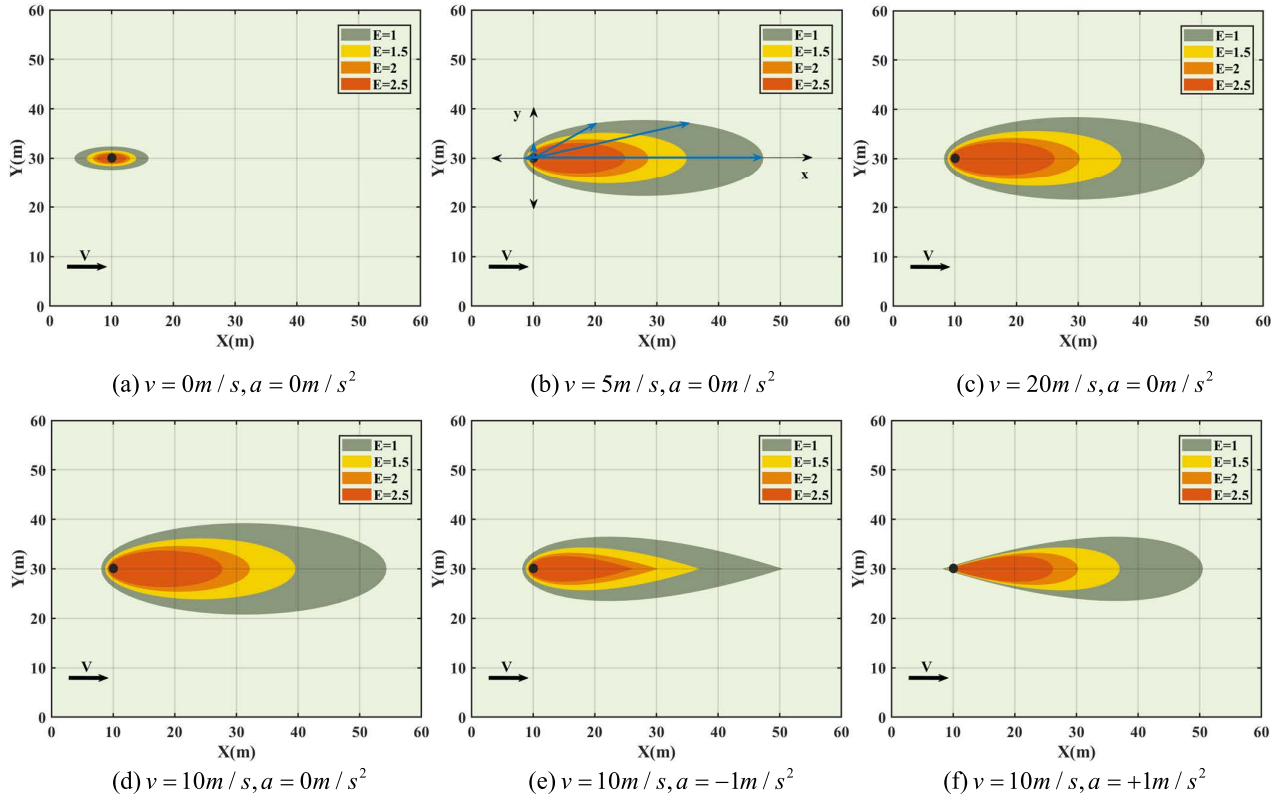 60
50
40
30
20
10
0
Y(m)
E=1
E=1.5
E=2
E=2.5
V
0 10 20 30 40 50 60
X(m)
(a) v = 0m / s, a = 0m / s²
60
50
40
30
20
10
0
Y(m)
E=1
E=1.5
E=2
E=2.5
y
x
V
0 10 20 30 40 50 60
X(m)
(b) v = 5m / s, a = 0m / s²
60
50
40
30
20
10
0
Y(m)
E=1
E=1.5
E=2
E=2.5
V
0 10 20 30 40 50 60
X(m)
(c) v = 20m / s, a = 0m / s²
60
50
40
30
20
10
0
Y(m)
E=1
E=1.5
E=2
E=2.5
V
0 10 20 30 40 50 60
X(m)
(d) v = 10m / s, a = 0m / s²
60
50
40
30
20
10
0
Y(m)
E=1
E=1.5
E=2
E=2.5
V
0 10 20 30 40 50 60
X(m)
(e) v = 10m / s, a = −1m / s²
60
50
40
30
20
10
0
Y(m)
E=1
E=1.5
E=2
E=2.5
V
0 10 20 30 40 50 60
X(m)
(f) v = 10m / s, a = +1m / s²